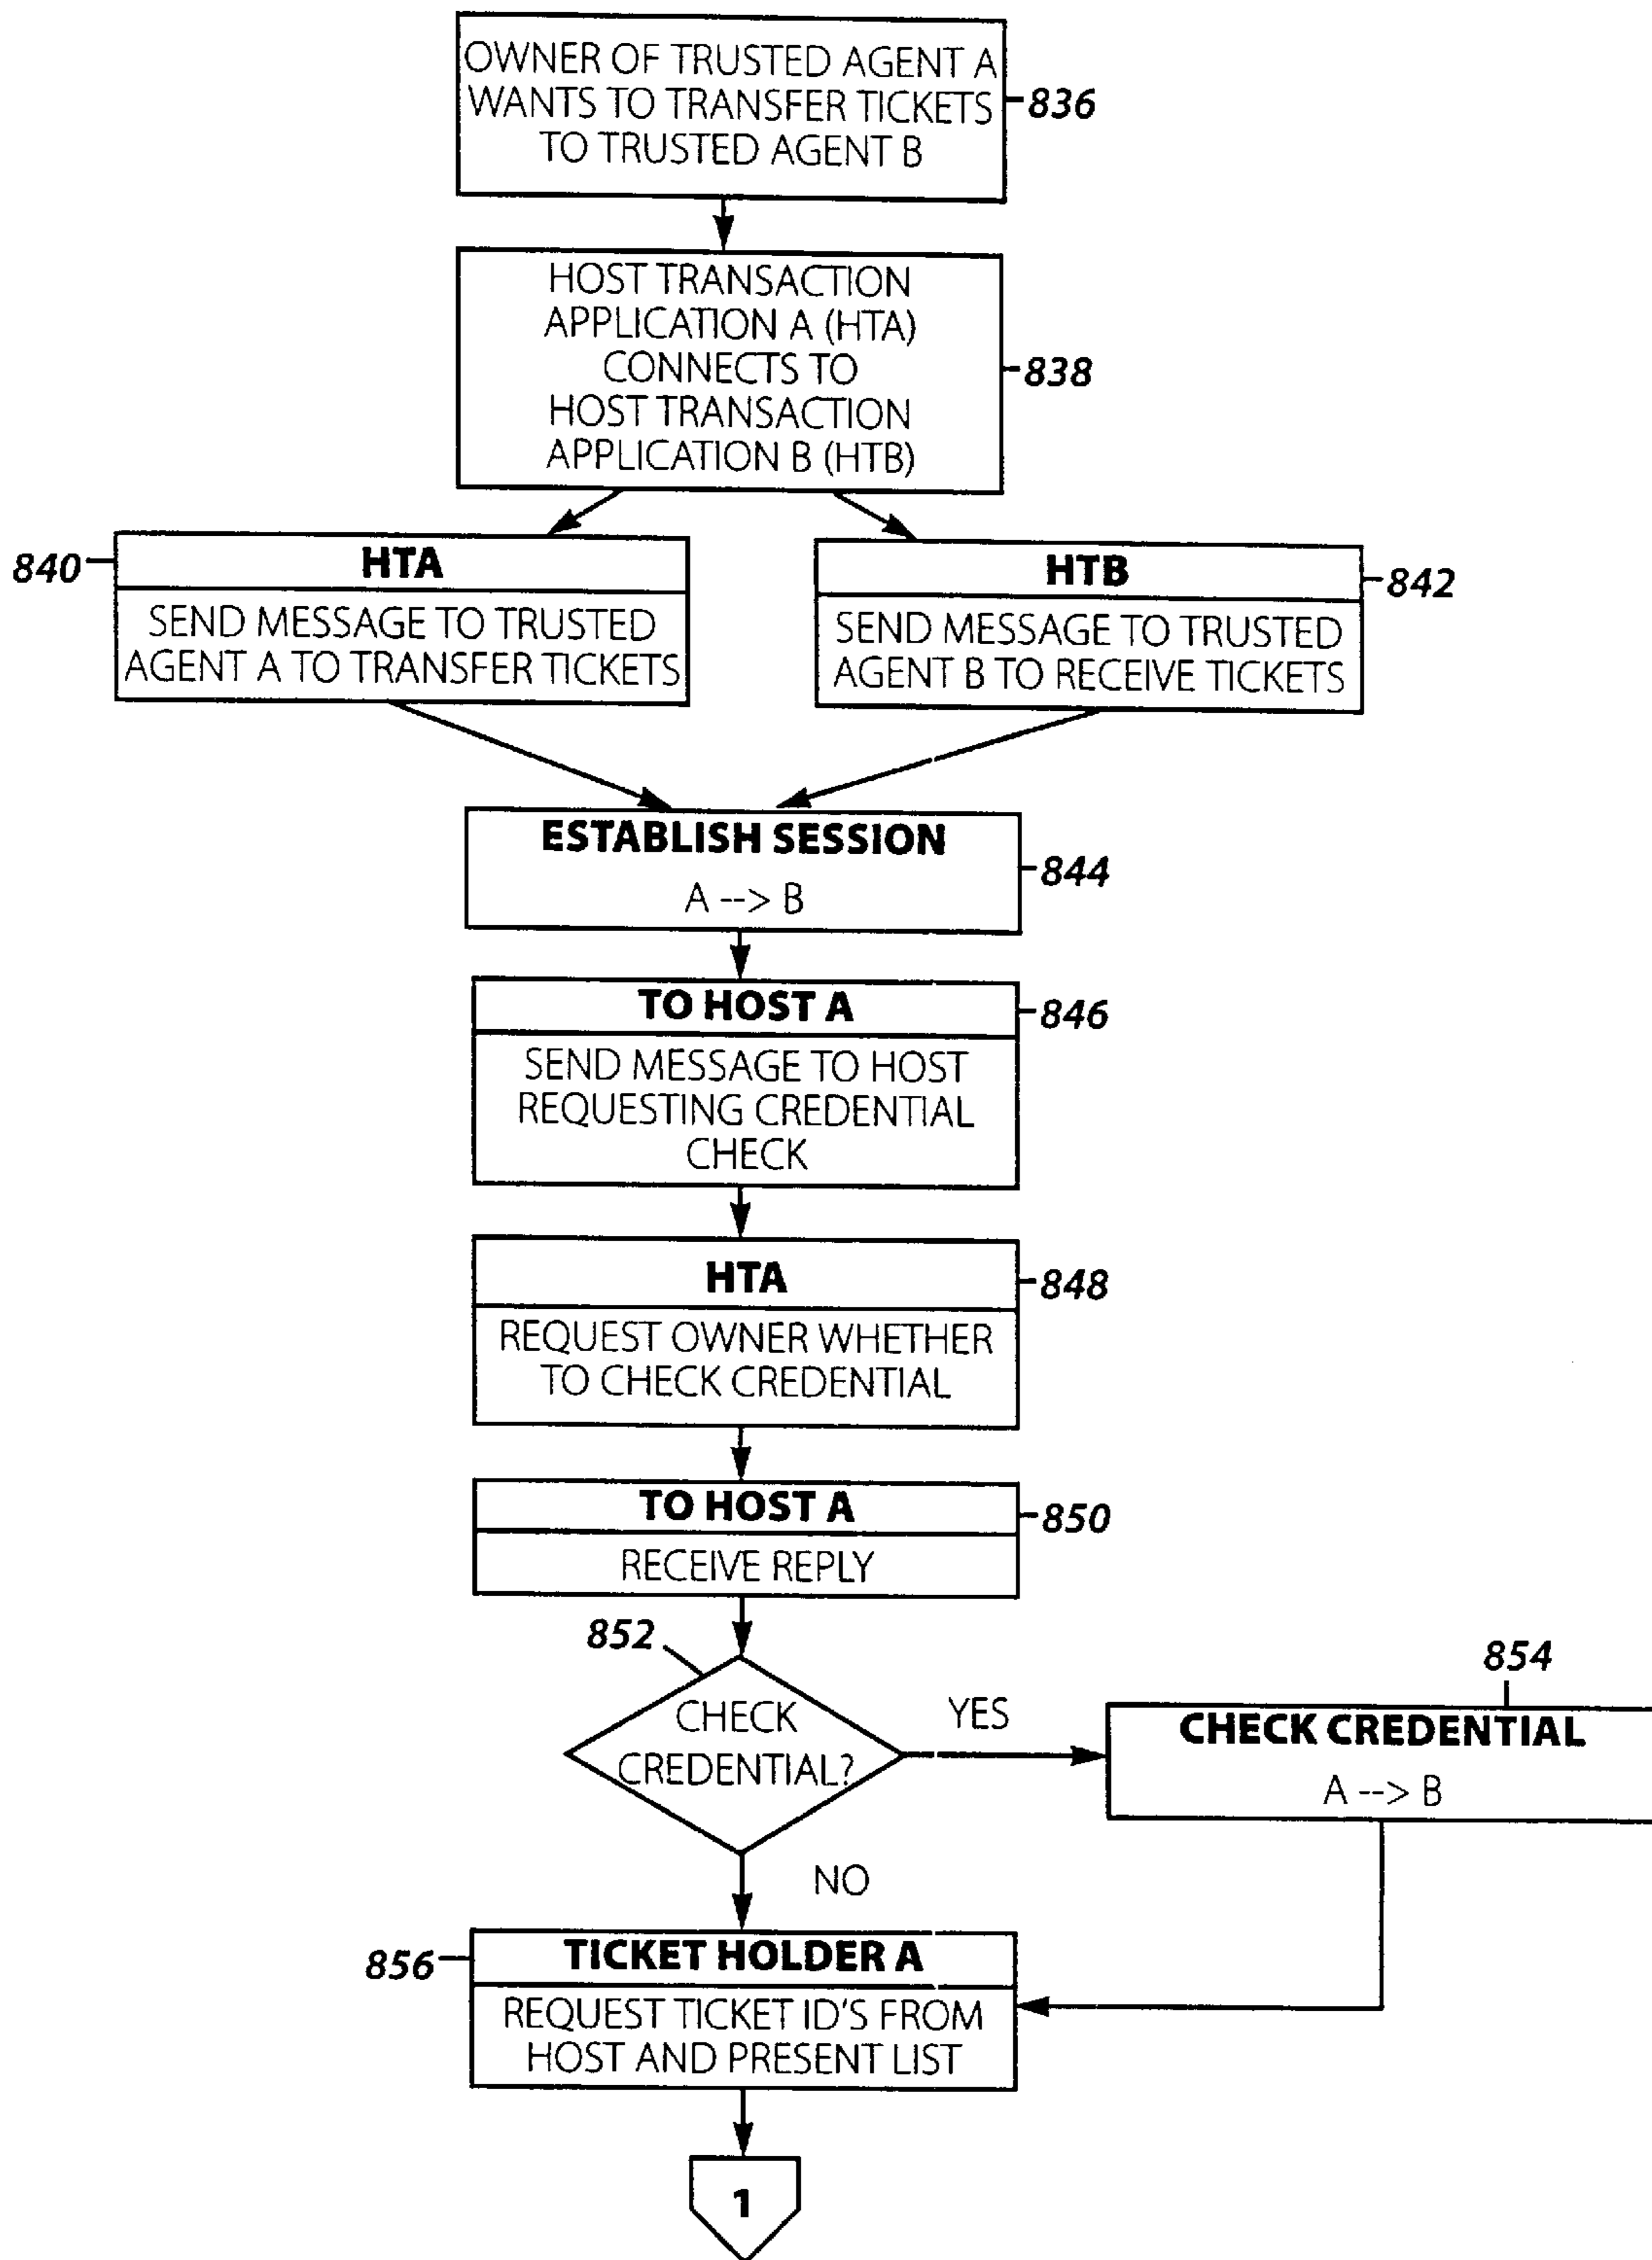 OWNER OF TRUSTED AGENT A
WANTS TO TRANSFER TICKETS
TO TRUSTED AGENT B
836
HOST TRANSACTION
APPLICATION A (HTA)
CONNECTS TO
HOST TRANSACTION
APPLICATION B (HTB)
838
840
HTA
SEND MESSAGE TO TRUSTED
AGENT A TO TRANSFER TICKETS
HTB
842
SEND MESSAGE TO TRUSTED
AGENT B TO RECEIVE TICKETS
ESTABLISH SESSION
844
A --> B
TO HOST A
846
SEND MESSAGE TO HOST
REQUESTING CREDENTIAL
CHECK
HTA
848
REQUEST OWNER WHETHER
TO CHECK CREDENTIAL
TO HOST A
850
RECEIVE REPLY
852
CHECK
CREDENTIAL?
YES
854
CHECK CREDENTIAL
A --> B
NO
856
TICKET HOLDER A
REQUEST TICKET ID'S FROM
HOST AND PRESENT LIST
1